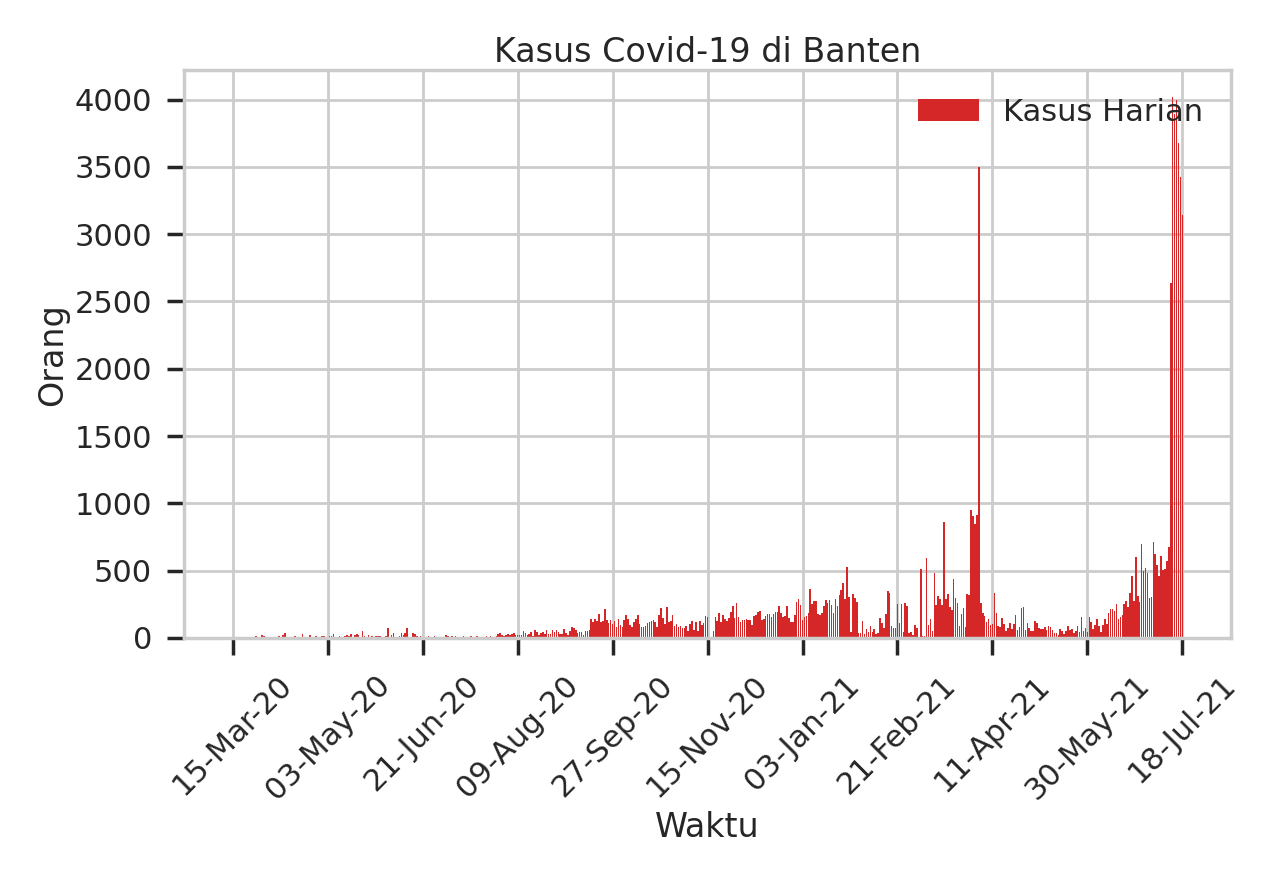 Kasus Covid-19 di Banten
Kasus Harian
Orang
4000
3500
3000
2500
2000
1500
1000
500
0
15-Mar-20
03-May-20
21-Jun-20
09-Aug-20
27-Sep-20
15-Nov-20
03-Jan-21
21-Feb-21
11-Apr-21
30-May-21
18-Jul-21
Waktu